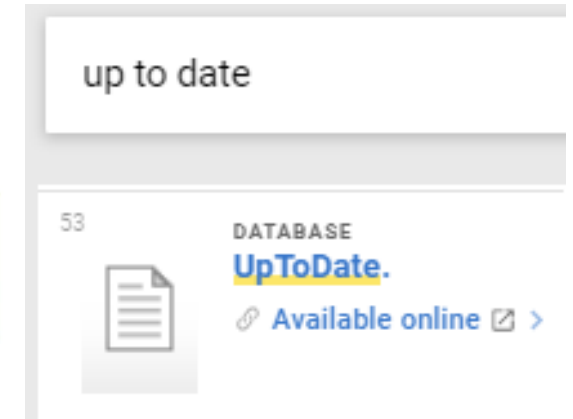 up to date
53
DATABASE
UpToDate.
Available online